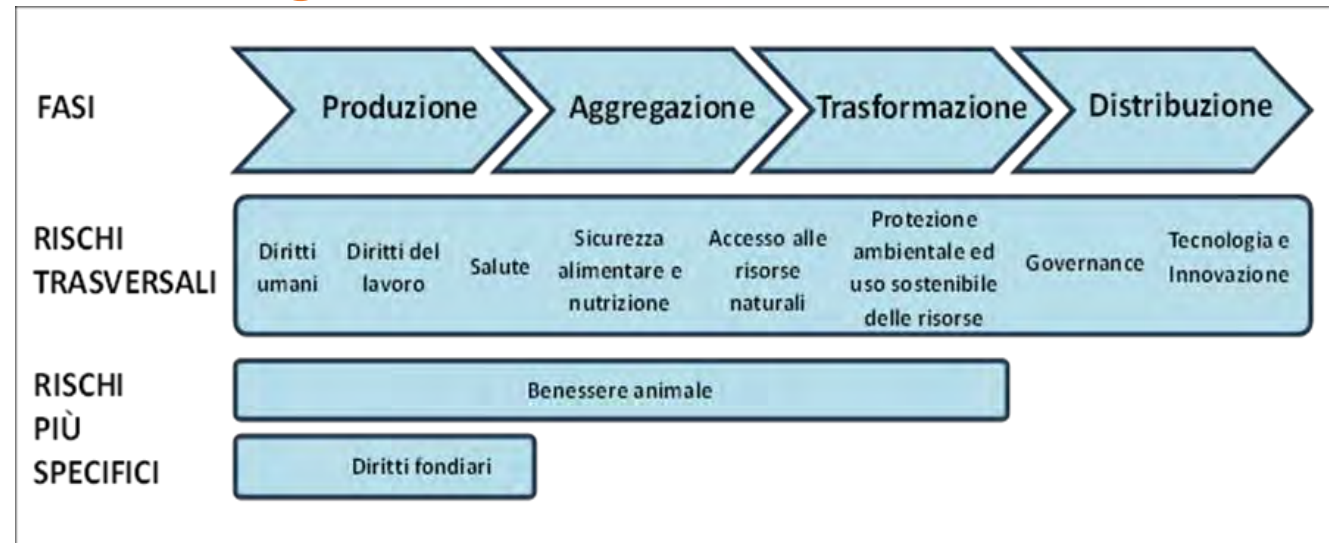 FASI
Produzione
Aggregazione
Trasformazione
Distribuzione
RISCHI
TRASVERSALI
Diritti
umani
Diritti del
lavoro
Salute
Sicurezza
alimentare e
nutrizione
Accesso alle
risorse
naturali
Protezione
ambientale ed
uso sostenibile
delle risorse
Governance
Tecnologia e
Innovazione
RISCHI
PIÙ
SPECIFICI
Benessere animale
Diritti fondiari